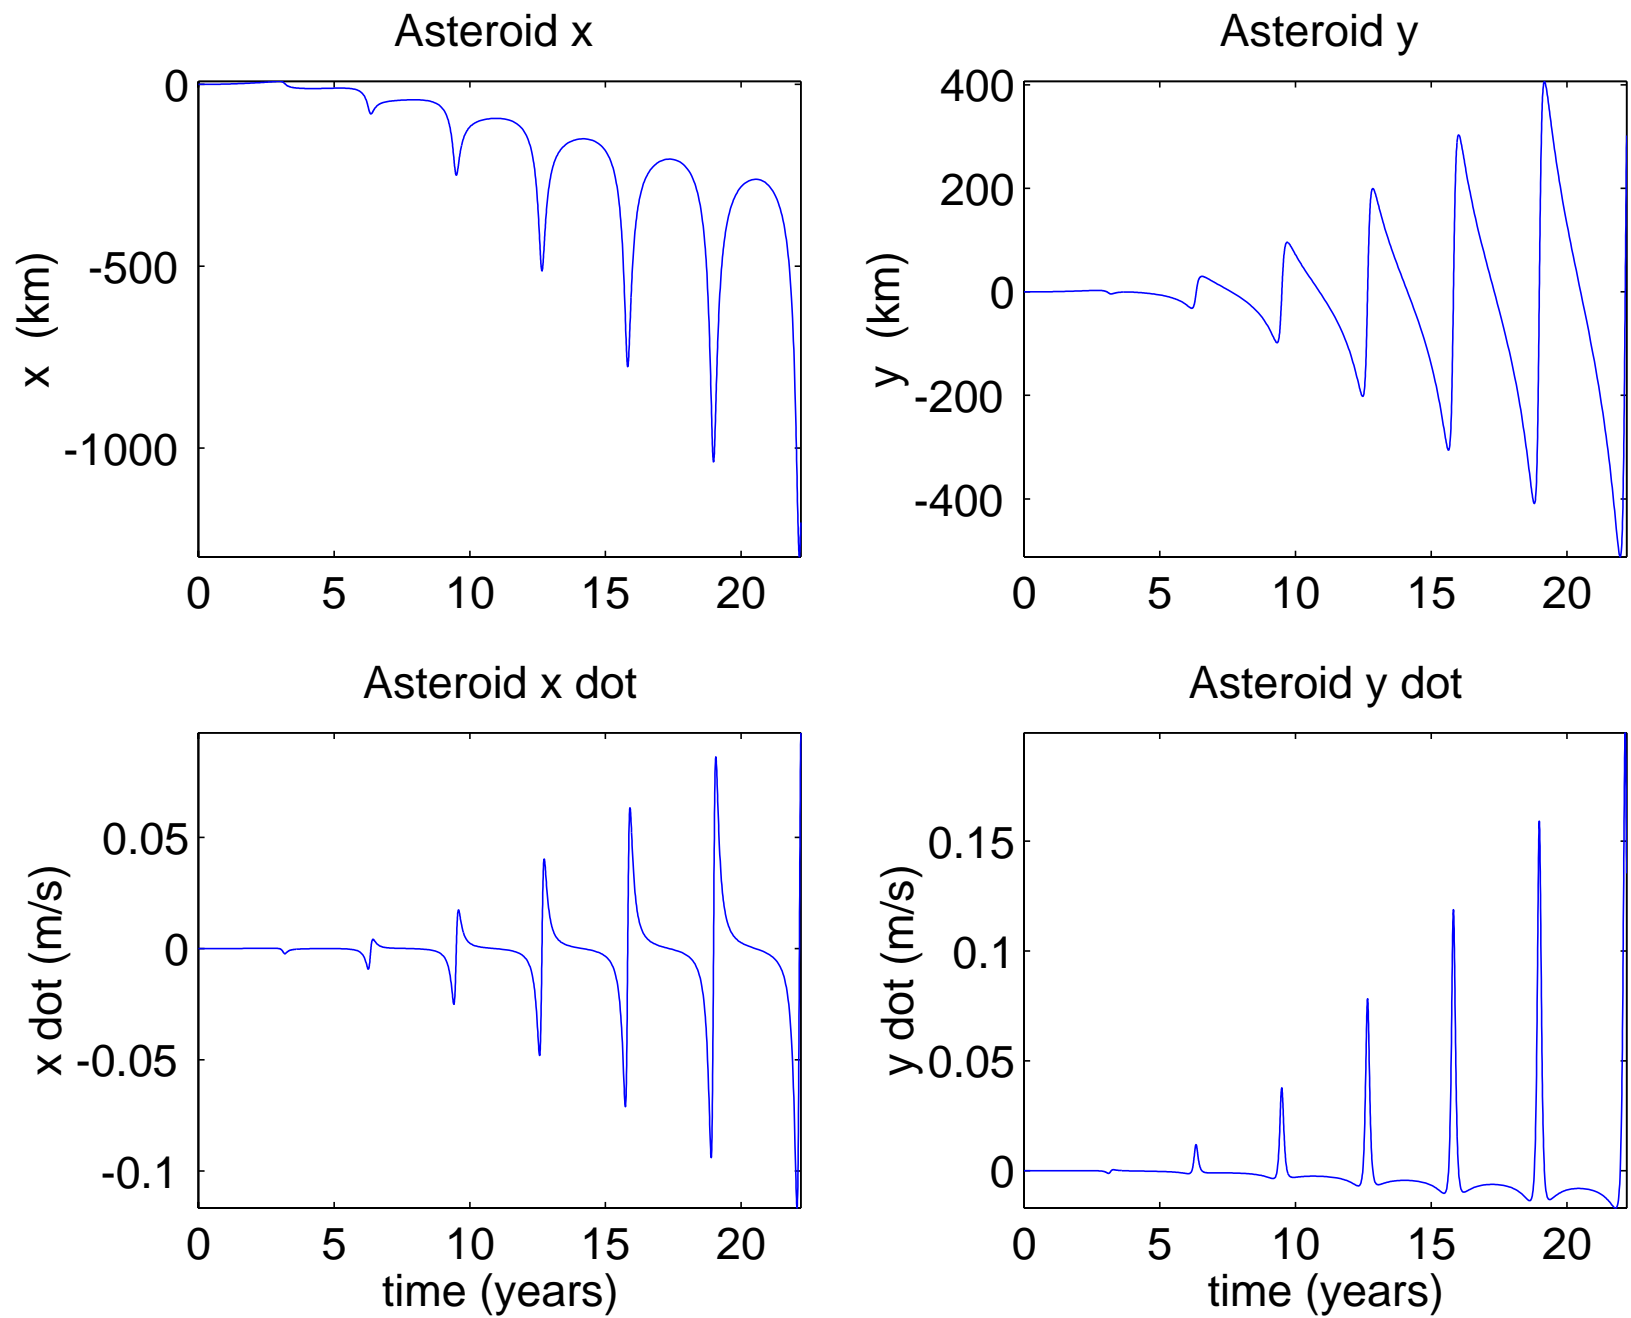 Asteroid x
0
-500
-1000
x (km)
0 5 10 15 20
Asteroid y
400
200
0
-200
-400
y (km)
0 5 10 15 20
Asteroid x dot
0.05
0
-0.05
-0.1
x dot (m/s)
0 5 10 15 20
time (years)
Asteroid y dot
0.15
0.1
0.05
0
y dot (m/s)
0 5 10 15 20
time (years)